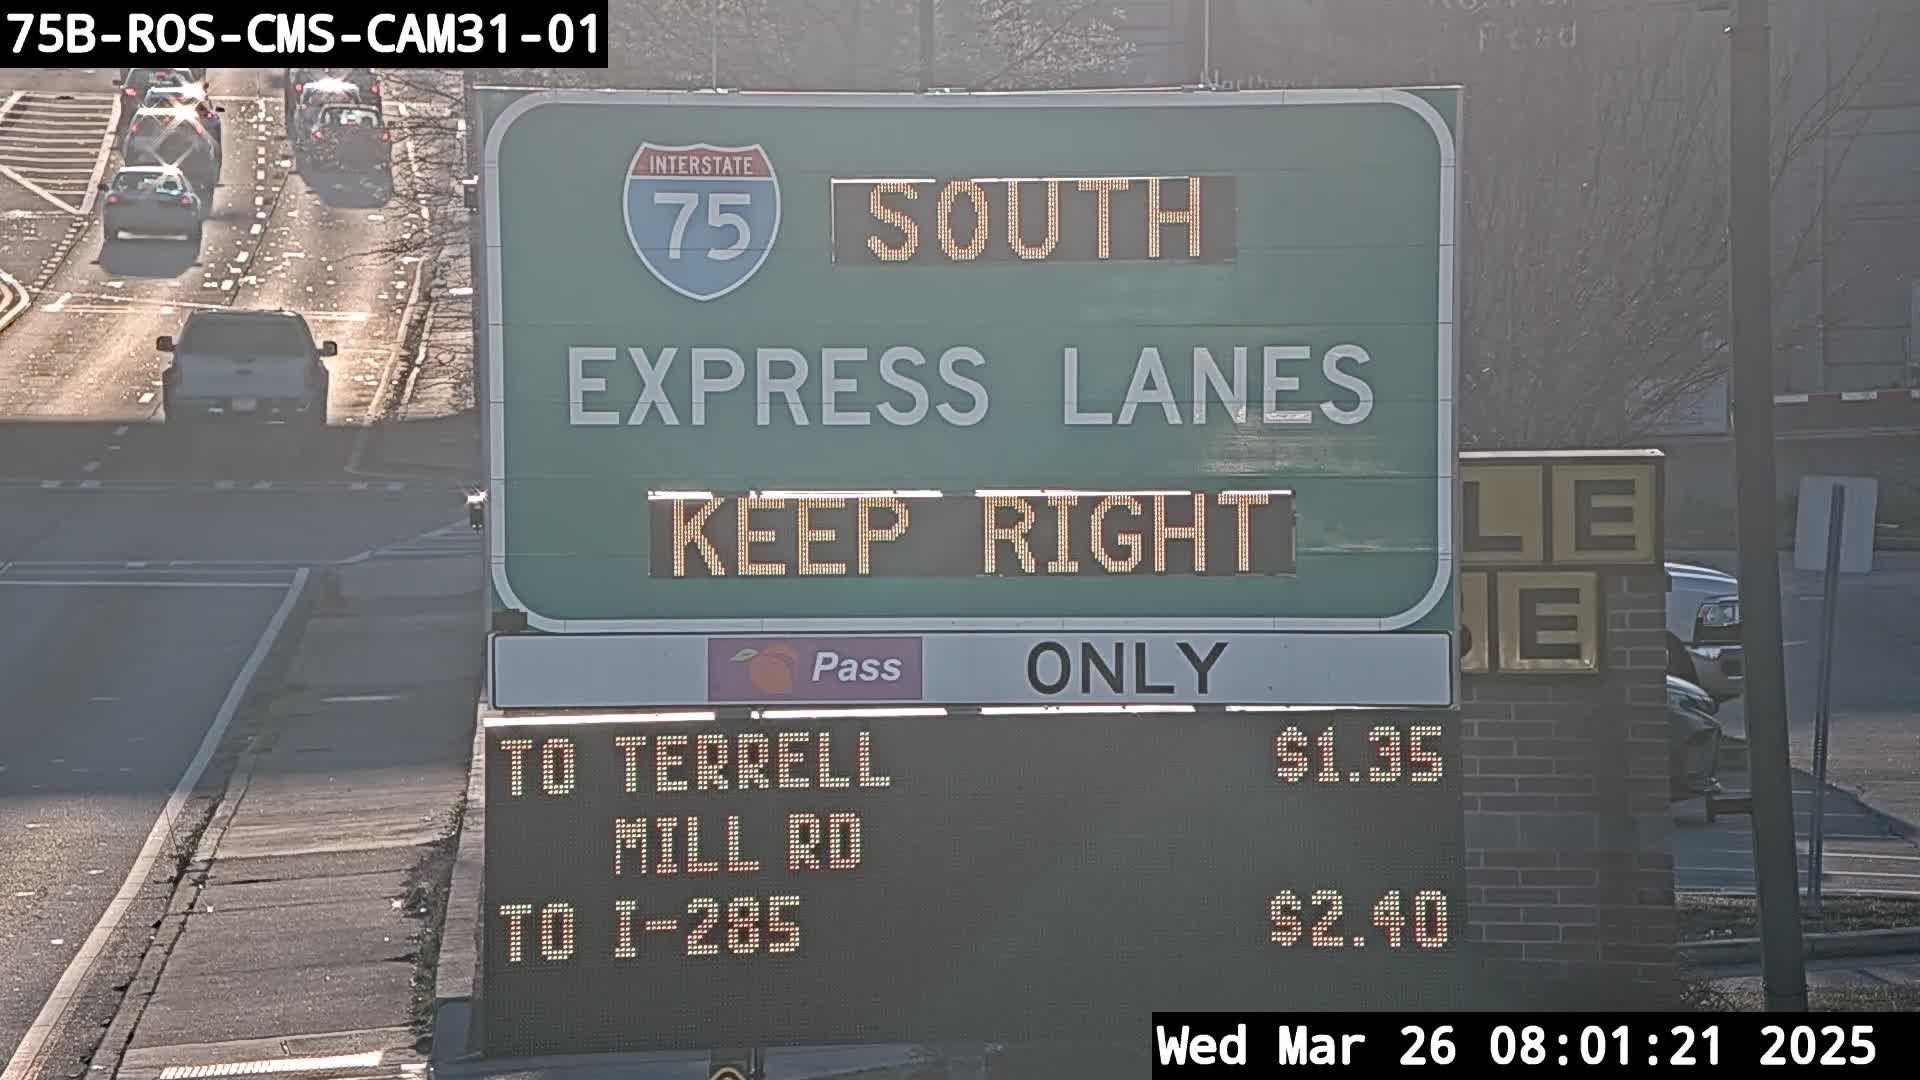 75B-ROS-CMS-CAM31-01
INTERSTATE
75
SOUTH
EXPRESS LANES
KEEP RIGHT
LE
E
Pass ONLY
TO TERRELL $1.35
MILL RD
TO I-285 $2.40
Wed Mar 26 08:01:21 2025